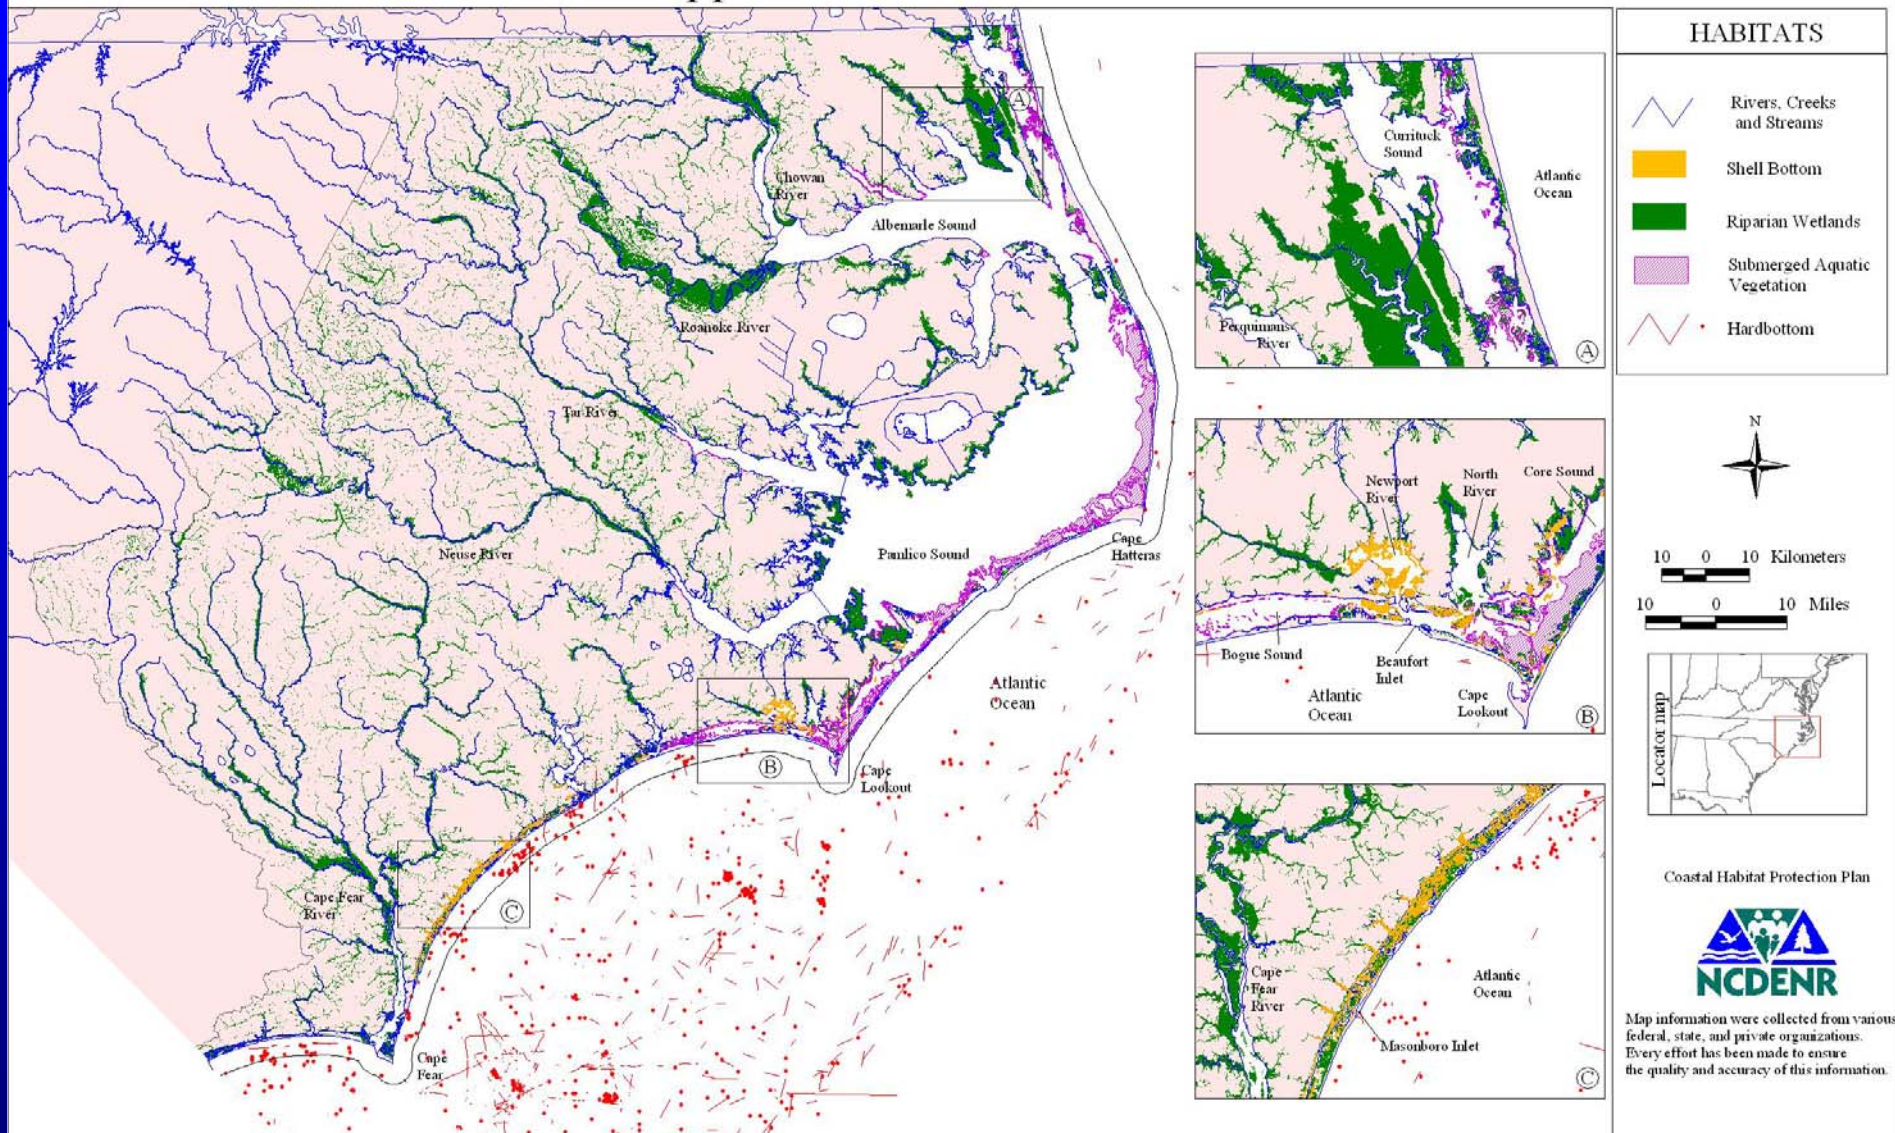 Chowan
River
Albemarle Sound
Roanoke River
Tar River
Neuse River
Pamlico Sound
Cape
Hatteras
Atlantic
Ocean
Cape
Lookout
Cape Fear
River
Cape
Fear
A
B
C
Currituck
Sound
Atlantic
Ocean
Perquimans
River
A
Newport
River
North
River
Core Sound
Bogue Sound
Beaufort
Inlet
Atlantic
Ocean
Cape
Lookout
B
Cape
Fear
River
Atlantic
Ocean
Masonboro Inlet
C
HABITATS
Rivers, Creeks
and Streams
Shell Bottom
Riparian Wetlands
Submerged Aquatic
Vegetation
Hardbottom
N
10 0 10 Kilometers
10 0 10 Miles
Locator map
Coastal Habitat Protection Plan
NCDENR
Map information were collected from various
federal, state, and private organizations.
Every effort has been made to ensure
the quality and accuracy of this information.